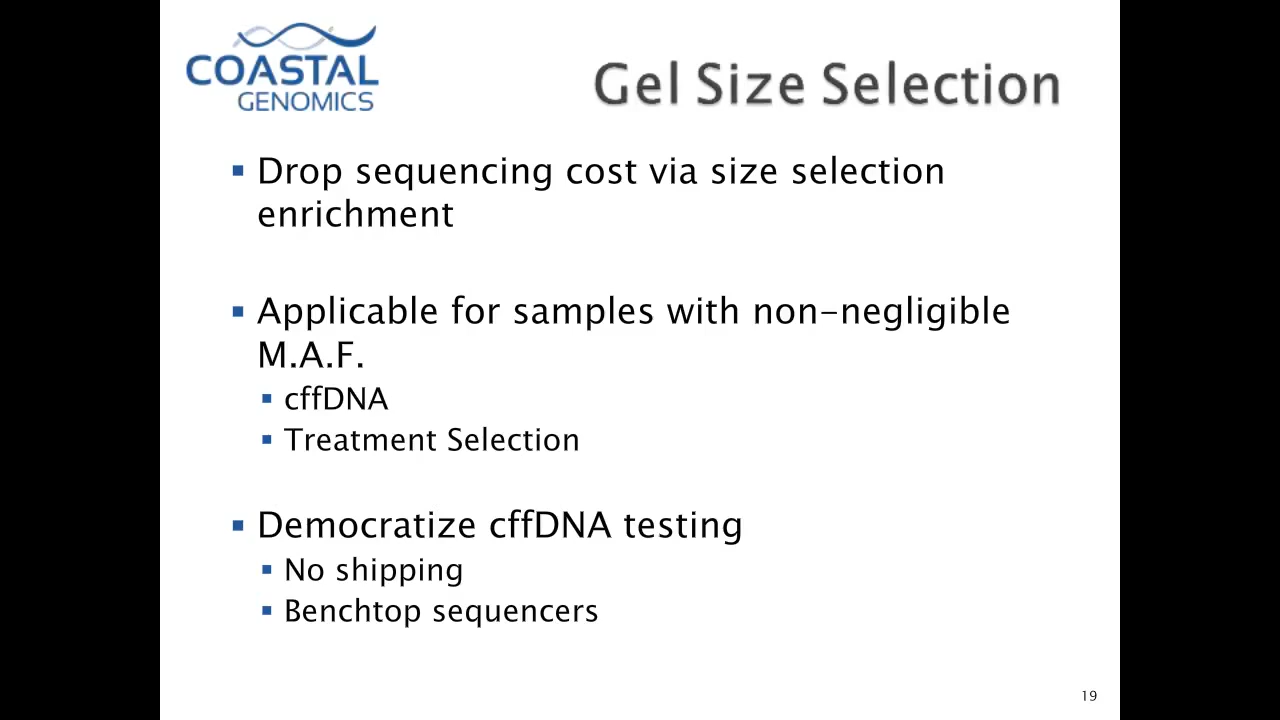 COASTAL
GENOMICS
Gel Size Selection
▪ Drop sequencing cost via size selection
enrichment
▪ Applicable for samples with non-negligible
M.A.F.
▪ cffDNA
▪ Treatment Selection
▪ Democratize cffDNA testing
▪ No shipping
▪ Benchtop sequencers
19